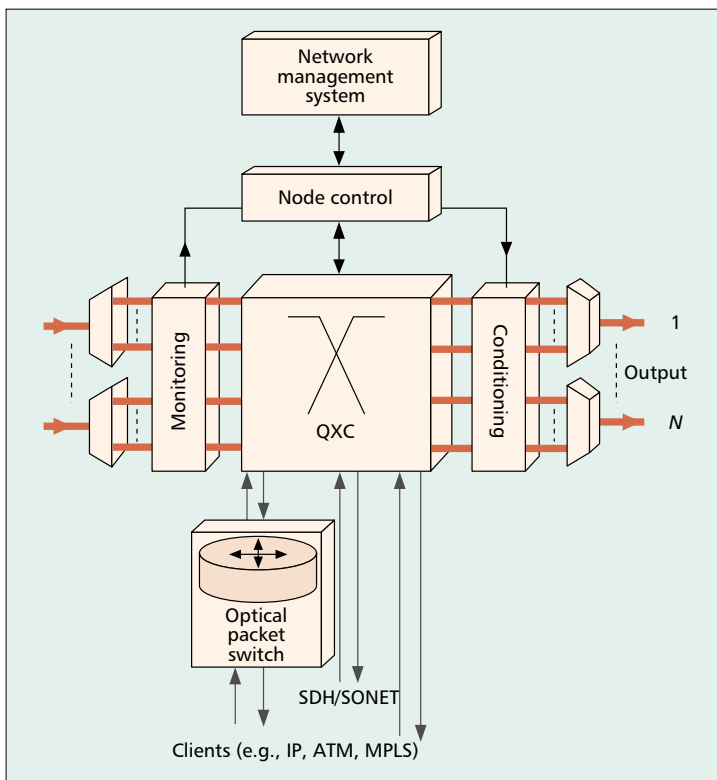 Network
management
system
Node control
Monitoring
QXC
Conditioning
1
Output
N
Optical
packet
switch
SDH/SONET
Clients (e.g., IP, ATM, MPLS)